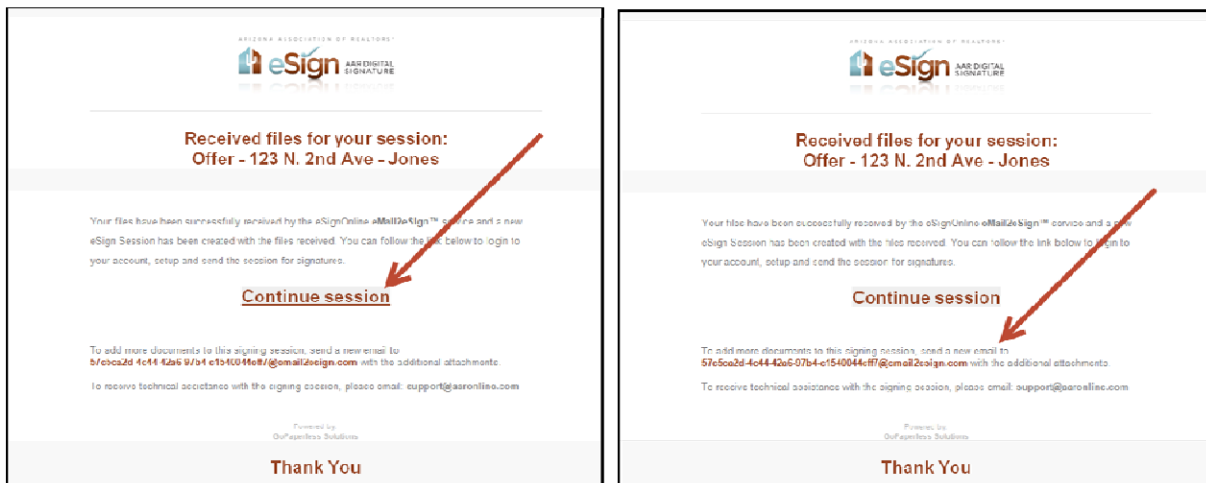 ARIZONA ASSOCIATION OF REALTORS®
eSign AAR DIGITAL
SIGNATURE
Received files for your session:
Offer - 123 N. 2nd Ave - Jones
Your files have been successfully received by the eSignOnline eMail2eSign™ service and a new
eSign Session has been created with the files received. You can follow the link below to login to
your account, setup and send the session for signatures.
Continue session
To add more documents to this signing session, send a new email to
with the additional attachments.
To receive technical assistance with the signing session, please email: support@aaronline.com
Powered by
GoPaperless Solutions
Thank You
ARIZONA ASSOCIATION OF REALTORS®
eSign AAR DIGITAL
SIGNATURE
Received files for your session:
Offer - 123 N. 2nd Ave - Jones
Your files have been successfully received by the eSignOnline eMail2eSign™ service and a new
eSign Session has been created with the files received. You can follow the link below to login to
your account, setup and send the session for signatures.
Continue session
To add more documents to this signing session, send a new email to
with the additional attachments.
To receive technical assistance with the signing session, please email: support@aaronline.com
Powered by
GoPaperless Solutions
Thank You